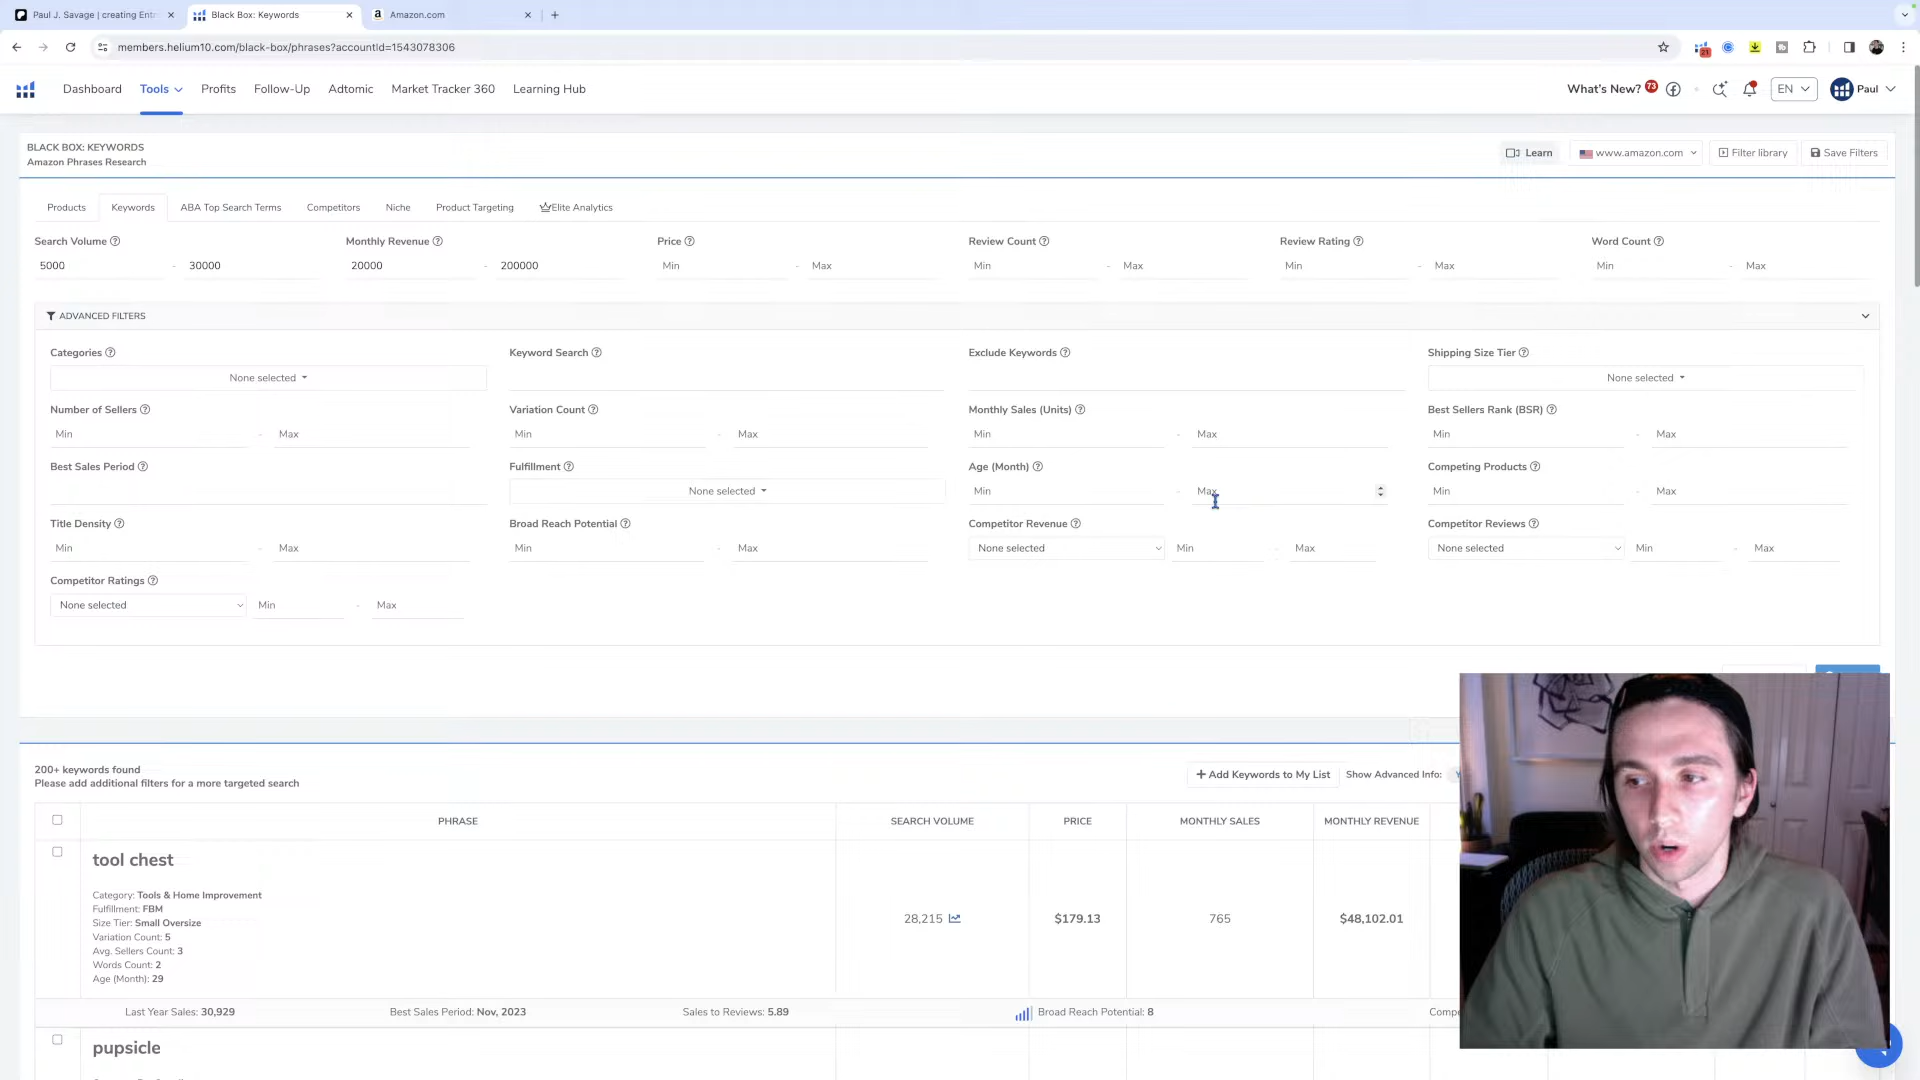 Paul J. Savage | creating Entr
Black Box: Keywords
a Amazon.com
members.helium10.com/black-box/phrases?accountId=1543078306
21
Dashboard Tools Profits Follow-Up Adtomic Market Tracker 360 Learning Hub
What's New? 73 EN Paul
BLACK BOX: KEYWORDS
Amazon Phrases Research
Learn www.amazon.com Filter library Save Filters
Products Keywords ABA Top Search Terms Competitors Niche Product Targeting Elite Analytics
Search Volume Monthly Revenue Price Review Count Review Rating Word Count
5000 - 30000 20000 - 200000 Min - Max Min - Max Min - Max Min - Max
ADVANCED FILTERS
Categories Keyword Search Exclude Keywords Shipping Size Tier
None selected None selected
Number of Sellers Variation Count Monthly Sales (Units) Best Sellers Rank (BSR)
Min - Max Min - Max Min - Max Min - Max
Best Sales Period Fulfillment Age (Month) Competing Products
None selected Min - Max Min - Max
Title Density Broad Reach Potential Competitor Revenue Competitor Reviews
Min - Max Min - Max None selected Min - Max None selected Min - Max
Competitor Ratings
None selected Min - Max
200+ keywords found
Please add additional filters for a more targeted search
+ Add Keywords to My List Show Advanced Info: Y
PHRASE SEARCH VOLUME PRICE MONTHLY SALES MONTHLY REVENUE
tool chest
Category: Tools & Home Improvement
Fulfillment: FBM
Size Tier: Small Oversize
Variation Count: 5
Avg. Sellers Count: 3
Words Count: 2
Age (Month): 29
28,215 $179.13 765 $48,102.01
Last Year Sales: 30,929 Best Sales Period: Nov, 2023 Sales to Reviews: 5.89 Broad Reach Potential: 8 Compe
pupsicle